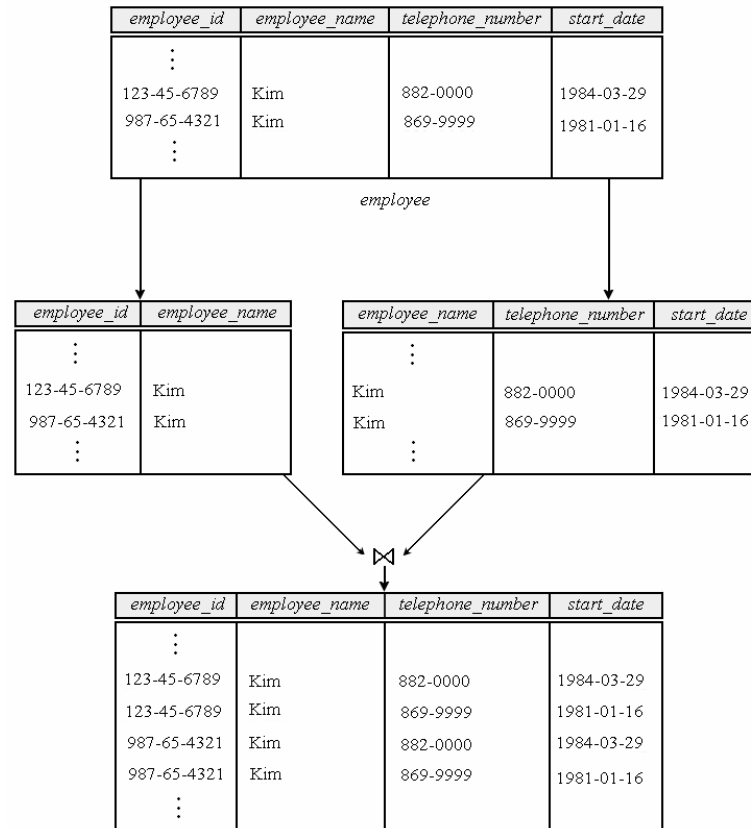 employee_id employee_name telephone_number start_date
⋮
123-45-6789 Kim 882-0000 1984-03-29
987-65-4321 Kim 869-9999 1981-01-16
⋮
employee
employee_id employee_name
⋮
123-45-6789 Kim
987-65-4321 Kim
⋮
employee_name telephone_number start_date
⋮
Kim 882-0000 1984-03-29
Kim 869-9999 1981-01-16
⋮
⋈
employee_id employee_name telephone_number start_date
⋮
123-45-6789 Kim 882-0000 1984-03-29
123-45-6789 Kim 869-9999 1981-01-16
987-65-4321 Kim 882-0000 1984-03-29
987-65-4321 Kim 869-9999 1981-01-16
⋮